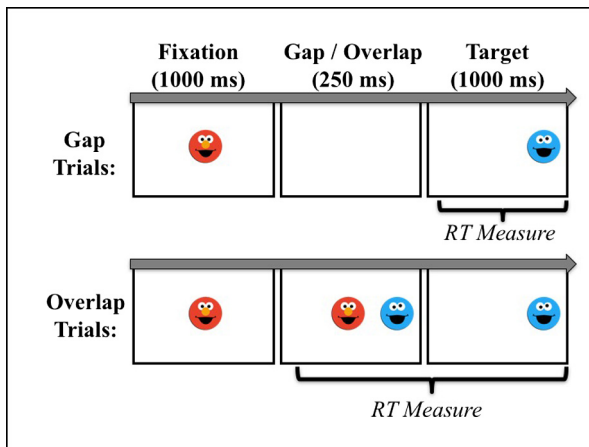 Fixation
(1000 ms)
Gap / Overlap
(250 ms)
Target
(1000 ms)
Gap
Trials:
RT Measure
Overlap
Trials:
RT Measure